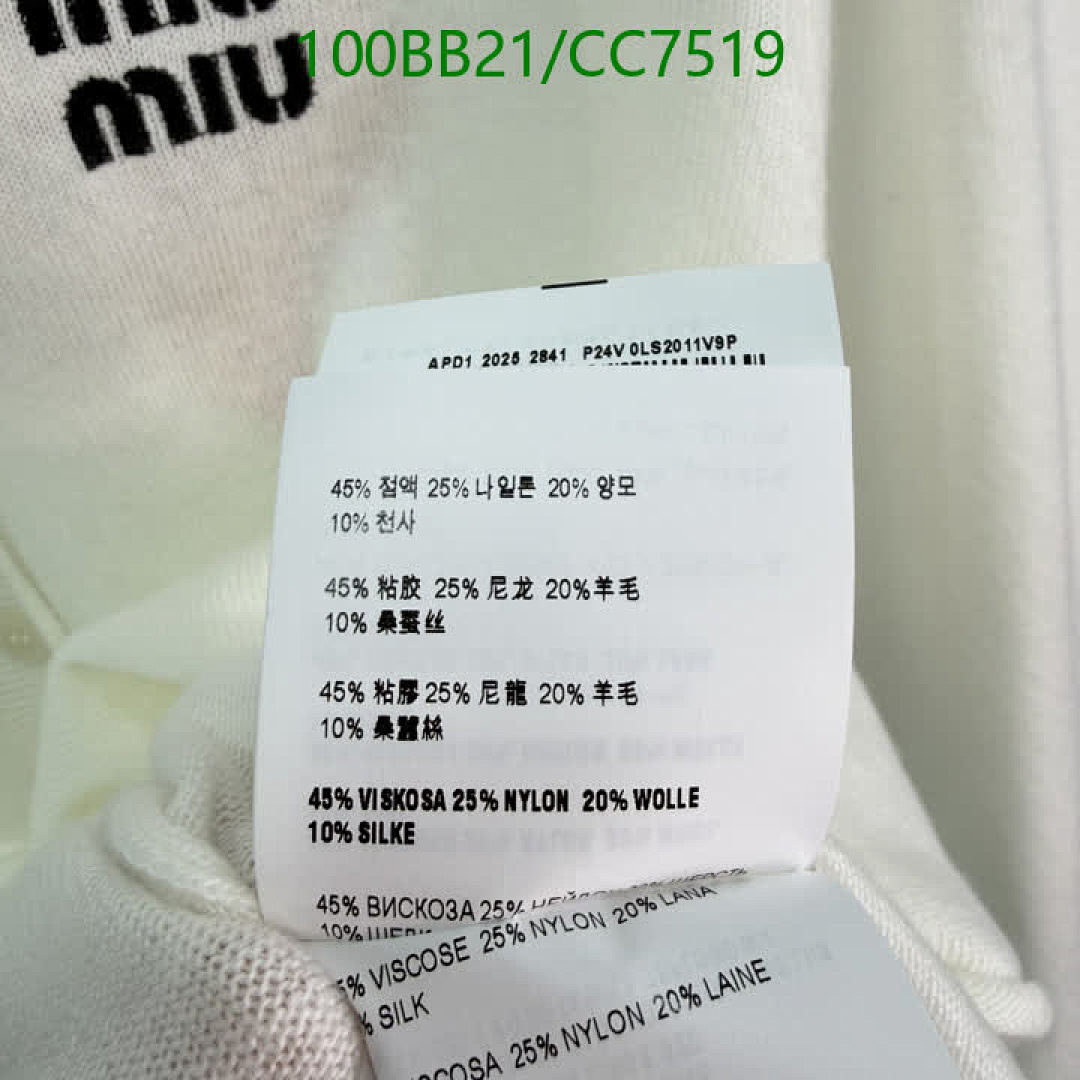 100BB21/CC7519
MIU
APD1 2025 2841 P24V 0LS2011V9P
45% 점액 25% 나일론 20% 양모
10% 천사
45% 粘胶 25% 尼龙 20% 羊毛
10% 桑蚕丝
45% 粘膠 25% 尼龍 20% 羊毛
10% 桑蠶絲
45% VISKOSA 25% NYLON 20% WOLLE
10% SILKE
45% ВИСКОЗА 25%
10%
5% VISCOSE 25% NYLON 20% LANA
% SILK
SCOSA 25% NYLON 20% LAINE